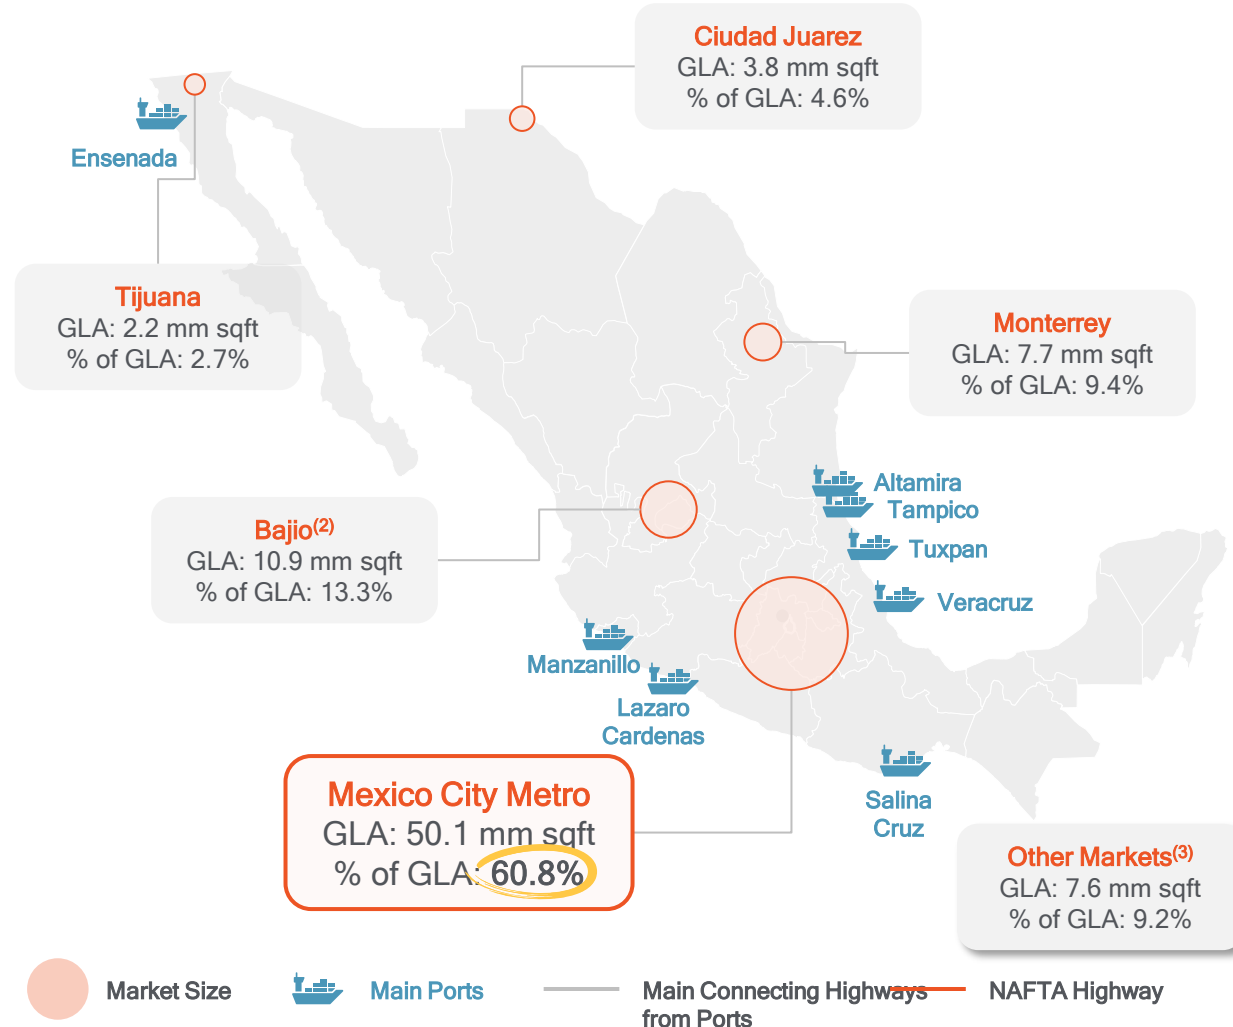 Ciudad Juarez
GLA: 3.8 mm sqft
% of GLA: 4.6%
Ensenada
Tijuana
GLA: 2.2 mm sqft
% of GLA: 2.7%
Monterrey
GLA: 7.7 mm sqft
% of GLA: 9.4%
Altamira
Tampico
Bajio(2)
GLA: 10.9 mm sqft
% of GLA: 13.3%
Tuxpan
Veracruz
Manzanillo
Lazaro
Cardenas
Mexico City Metro
GLA: 50.1 mm sqft
% of GLA: 60.8%
Salina
Cruz
Other Markets(3)
GLA: 7.6 mm sqft
% of GLA: 9.2%
Market Size
Main Ports
Main Connecting Highways
from Ports
NAFTA Highway